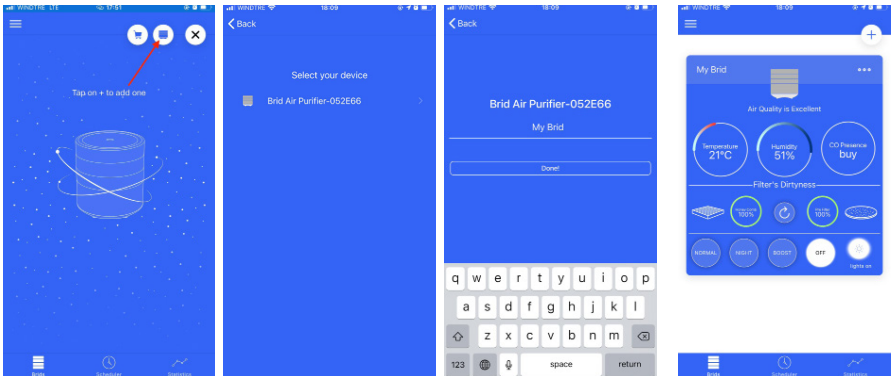 WINDTRE LTE
17:51
Tap on + to add one
Brids
Scheduler
Statistics
WINDTRE
18:09
Back
Select your device
Brid Air Purifier-052E66
WINDTRE
18:09
Back
Brid Air Purifier-052E66
My Brid
Done!
q w e r t y u i o p
a s d f g h j k l
z x c v b n m
123 space return
WINDTRE
18:09
My Brid
Air Quality is Excellent
Temperature
21°C
Humidity
51%
CO Presence
buy
Filter's Dirtyness
100%
100%
NORMAL NIGHT BOOST OFF
lights on
Brids
Scheduler
Statistics